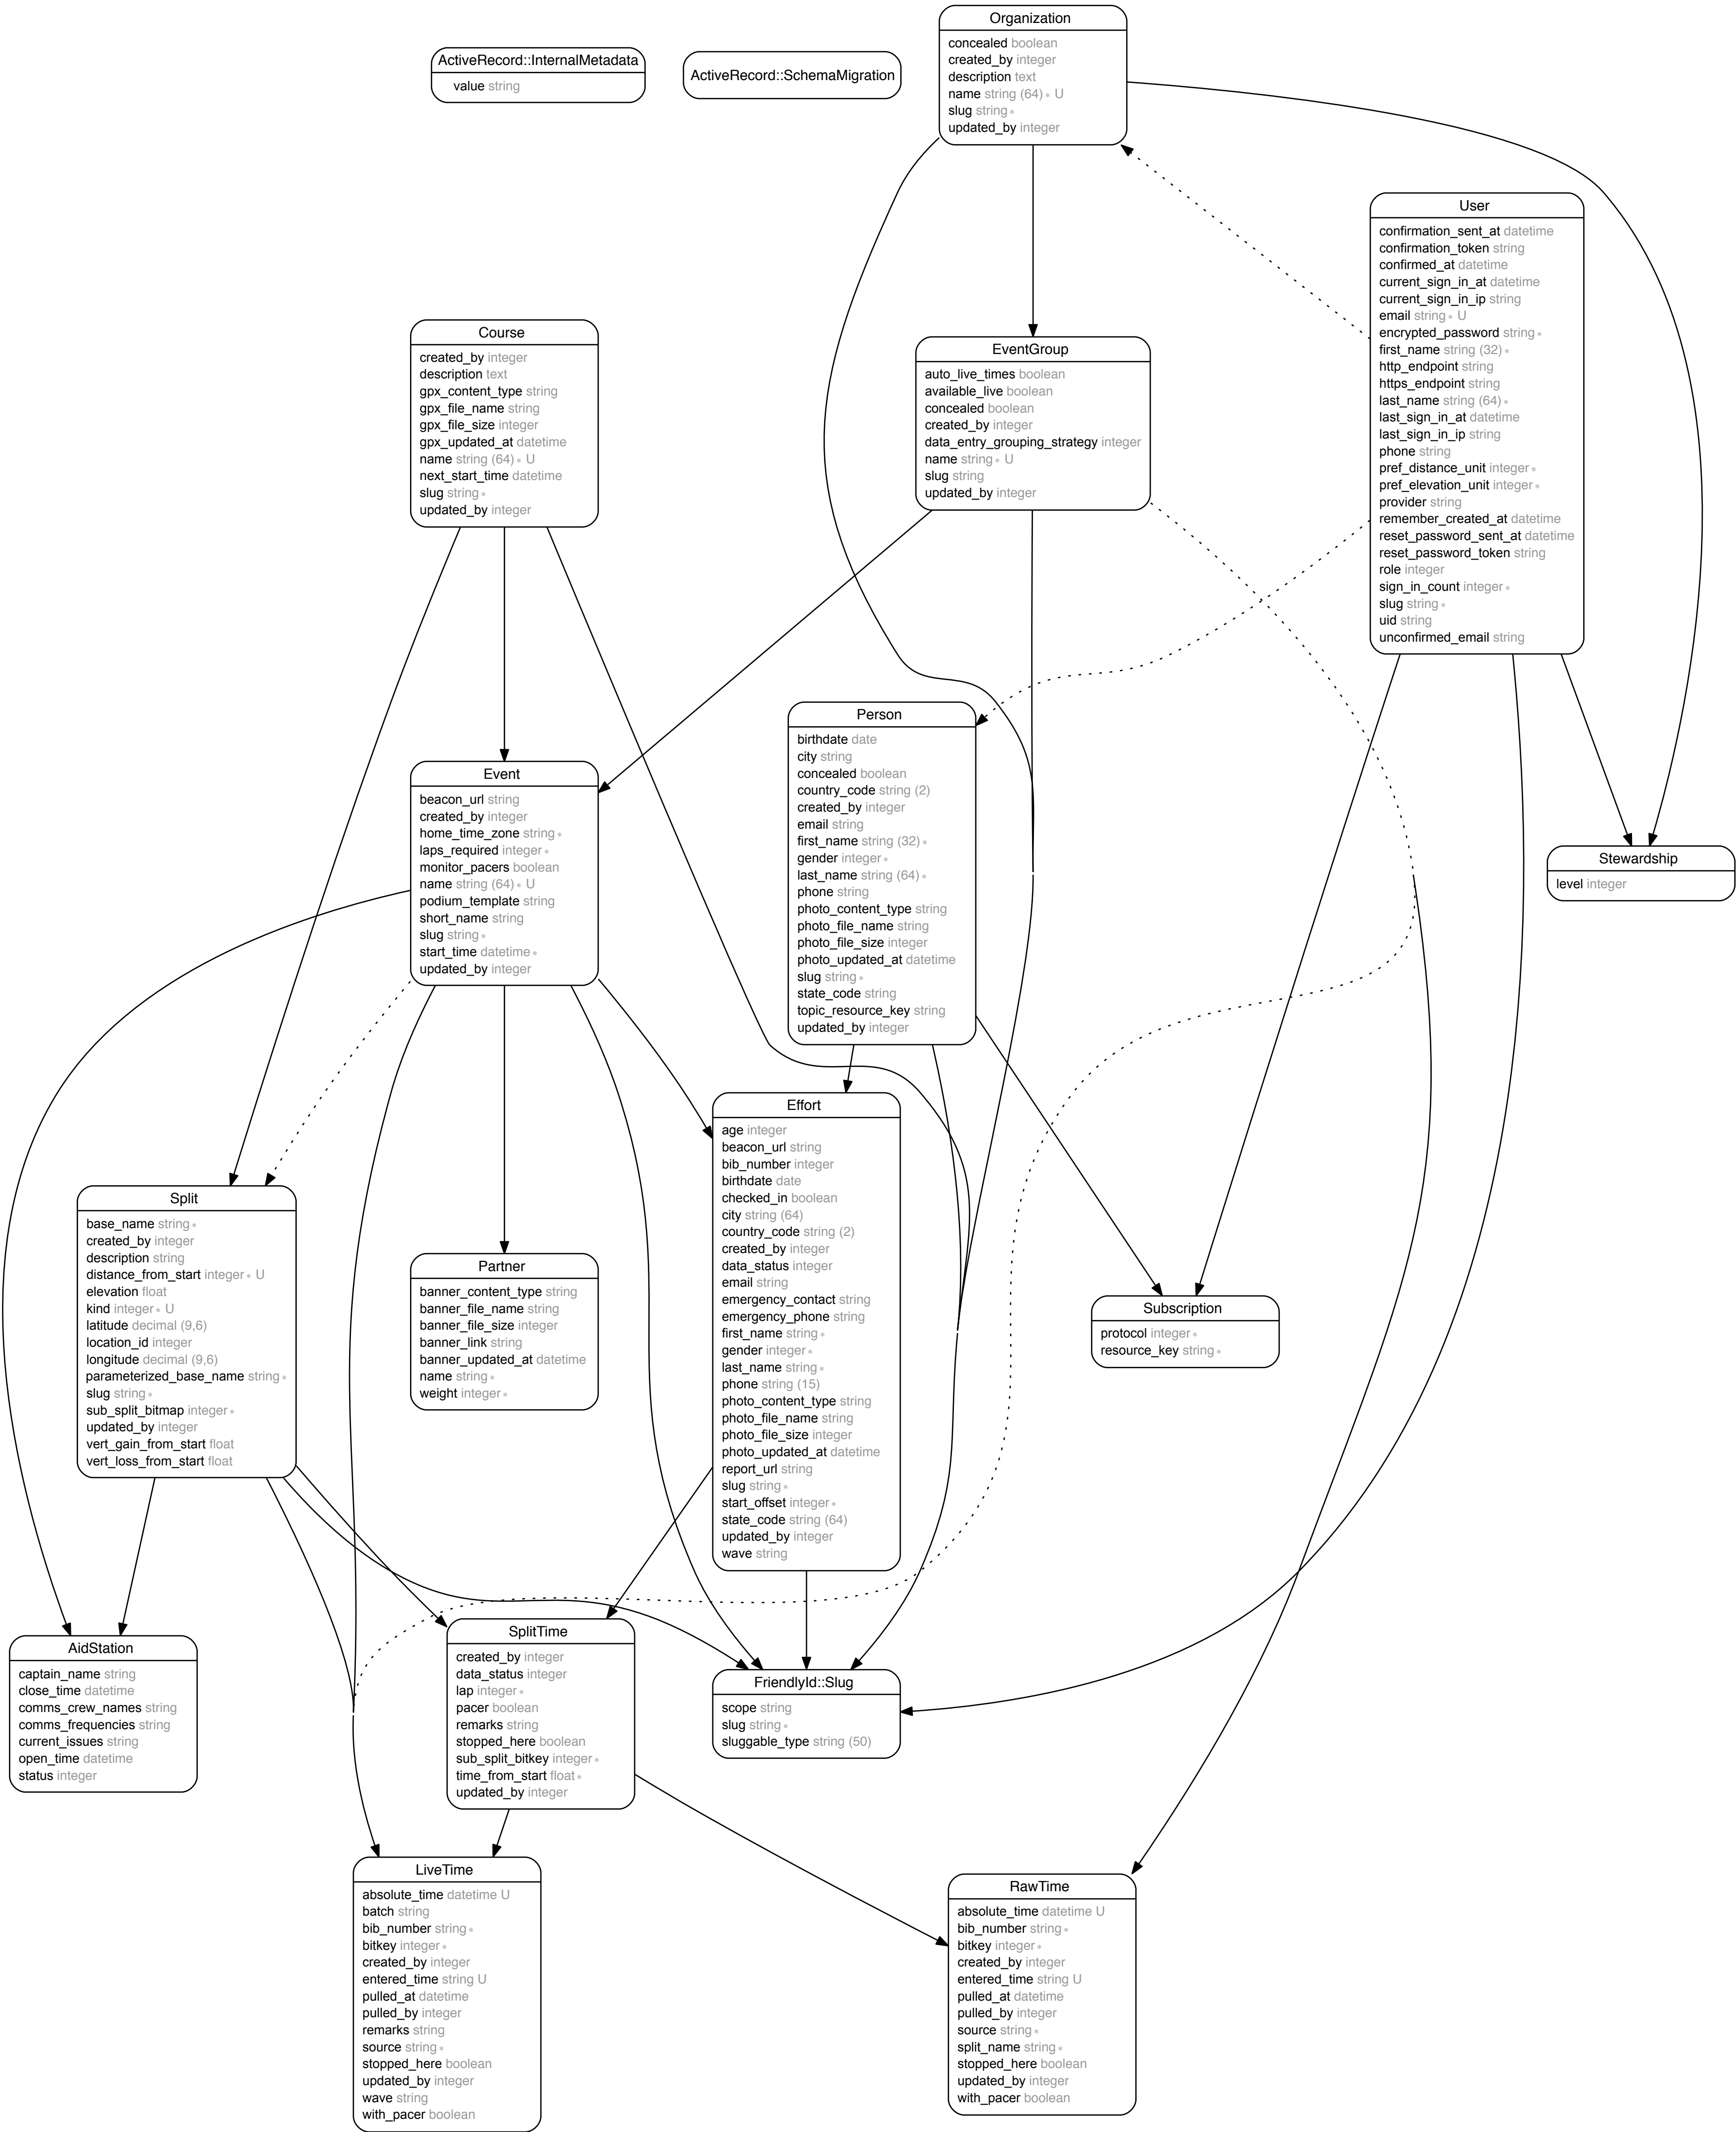 Organization
concealed boolean
created_by integer
description text
name string (64)∗ U
slug string∗
updated_by integer
ActiveRecord::InternalMetadata
value string
ActiveRecord::SchemaMigration
User
confirmation_sent_at datetime
confirmation_token string
confirmed_at datetime
current_sign_in_at datetime
current_sign_in_ip string
email string∗ U
encrypted_password string∗
first_name string (32)∗
http_endpoint string
https_endpoint string
last_name string (64)∗
last_sign_in_at datetime
last_sign_in_ip string
phone string
pref_distance_unit integer∗
pref_elevation_unit integer∗
provider string
remember_created_at datetime
reset_password_sent_at datetime
reset_password_token string
role integer
sign_in_count integer∗
slug string∗
uid string
unconfirmed_email string
Course
created_by integer
description text
gpx_content_type string
gpx_file_name string
gpx_file_size integer
gpx_updated_at datetime
name string (64)∗ U
next_start_time datetime
slug string∗
updated_by integer
EventGroup
auto_live_times boolean
available_live boolean
concealed boolean
created_by integer
data_entry_grouping_strategy integer
name string∗ U
slug string
updated_by integer
Person
birthdate date
city string
concealed boolean
country_code string (2)
created_by integer
email string
first_name string (32)∗
gender integer∗
last_name string (64)∗
phone string
photo_content_type string
photo_file_name string
photo_file_size integer
photo_updated_at datetime
slug string∗
state_code string
topic_resource_key string
updated_by integer
Event
beacon_url string
created_by integer
home_time_zone string∗
laps_required integer∗
monitor_pacers boolean
name string (64)∗ U
podium_template string
short_name string
slug string∗
start_time datetime∗
updated_by integer
Stewardship
level integer
Effort
age integer
beacon_url string
bib_number integer
birthdate date
checked_in boolean
city string (64)
country_code string (2)
created_by integer
data_status integer
email string
emergency_contact string
emergency_phone string
first_name string∗
gender integer∗
last_name string∗
phone string (15)
photo_content_type string
photo_file_name string
photo_file_size integer
photo_updated_at datetime
report_url string
slug string∗
start_offset integer∗
state_code string (64)
updated_by integer
wave string
Split
base_name string∗
created_by integer
description string
distance_from_start integer∗ U
elevation float
kind integer∗ U
latitude decimal (9,6)
location_id integer
longitude decimal (9,6)
parameterized_base_name string∗
slug string∗
sub_split_bitmap integer∗
updated_by integer
vert_gain_from_start float
vert_loss_from_start float
Partner
banner_content_type string
banner_file_name string
banner_file_size integer
banner_link string
banner_updated_at datetime
name string∗
weight integer∗
Subscription
protocol integer∗
resource_key string∗
AidStation
captain_name string
close_time datetime
comms_crew_names string
comms_frequencies string
current_issues string
open_time datetime
status integer
SplitTime
created_by integer
data_status integer
lap integer∗
pacer boolean
remarks string
stopped_here boolean
sub_split_bitkey integer∗
time_from_start float∗
updated_by integer
FriendlyId::Slug
scope string
slug string∗
sluggable_type string (50)
LiveTime
absolute_time datetime U
batch string
bib_number string∗
bitkey integer∗
created_by integer
entered_time string U
pulled_at datetime
pulled_by integer
remarks string
source string∗
stopped_here boolean
updated_by integer
wave string
with_pacer boolean
RawTime
absolute_time datetime U
bib_number string∗
bitkey integer∗
created_by integer
entered_time string U
pulled_at datetime
pulled_by integer
source string∗
split_name string∗
stopped_here boolean
updated_by integer
with_pacer boolean